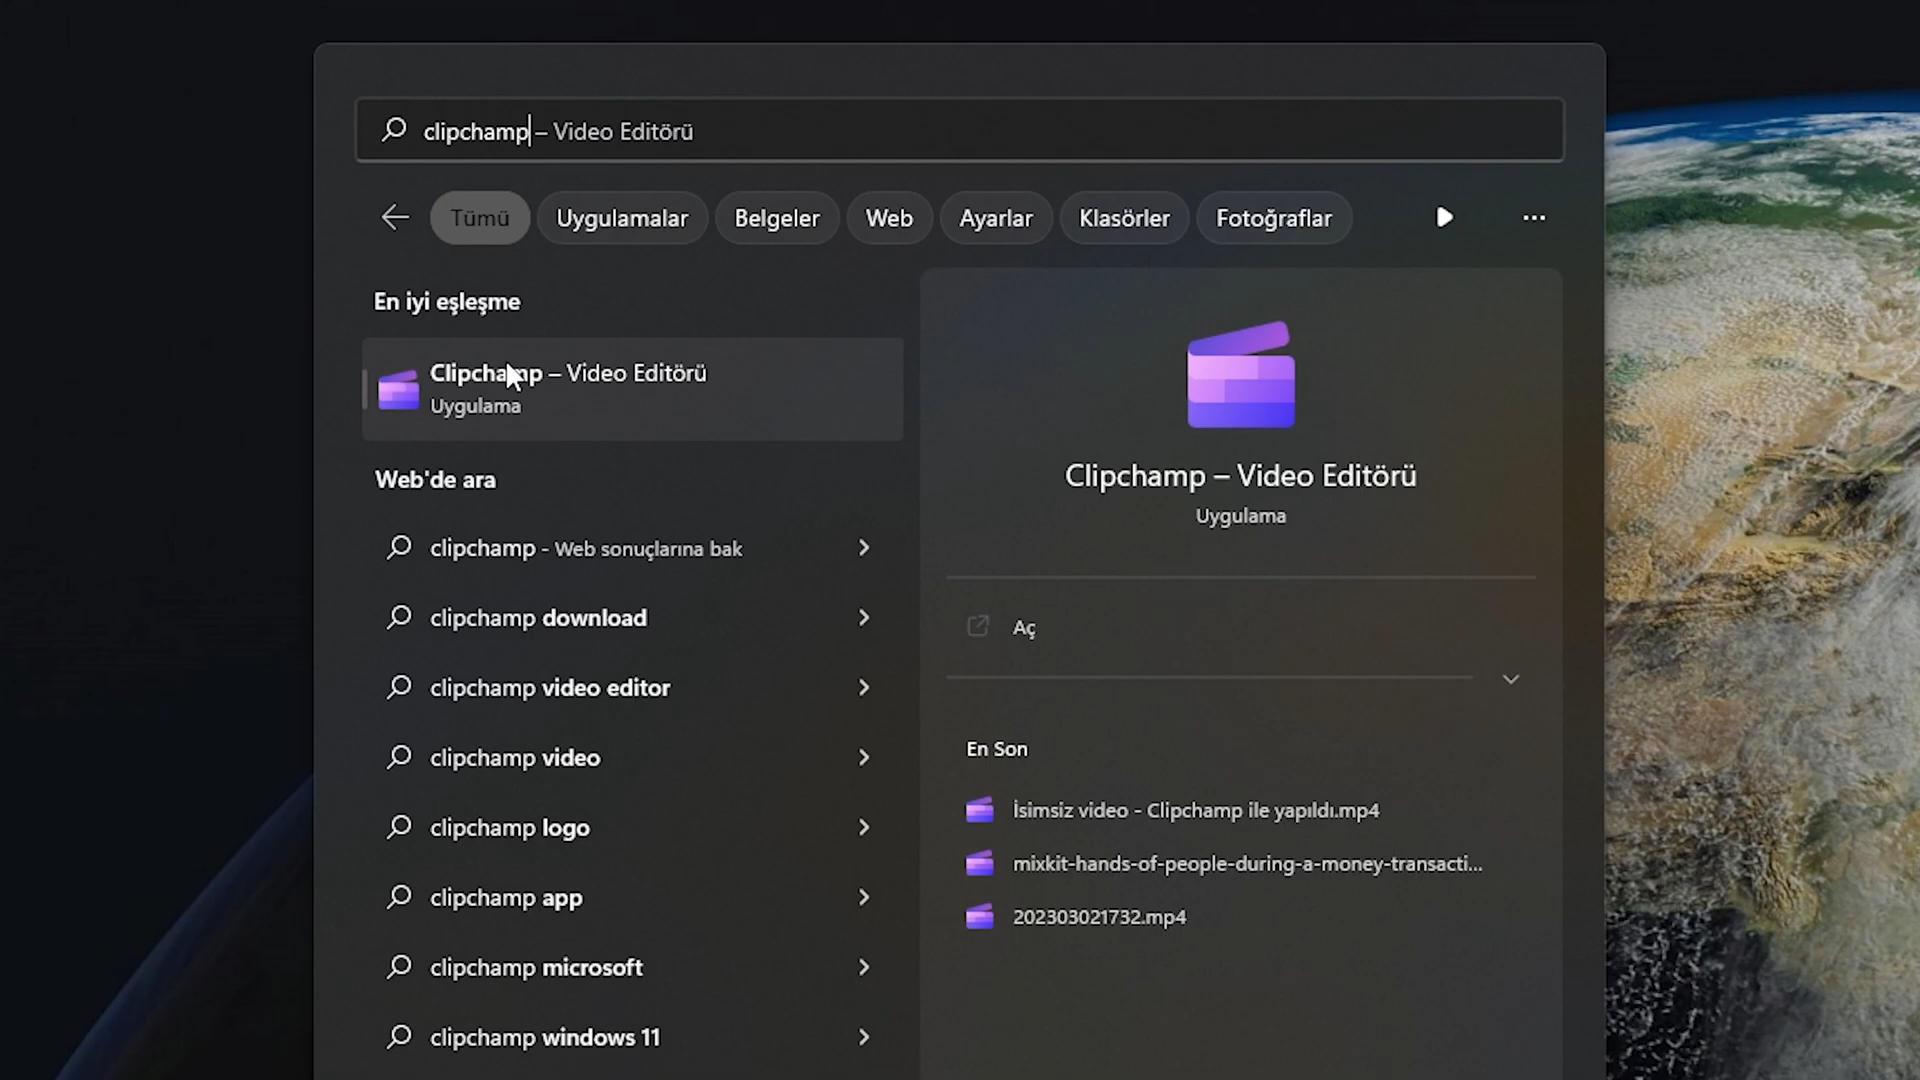 clipchamp – Video Editörü
Tümü Uygulamalar Belgeler Web Ayarlar Klasörler Fotoğraflar
En iyi eşleşme
Clipchamp – Video Editörü
Uygulama
Web'de ara
clipchamp - Web sonuçlarına bak
clipchamp download
clipchamp video editor
clipchamp video
clipchamp logo
clipchamp app
clipchamp microsoft
clipchamp windows 11
Clipchamp – Video Editörü
Uygulama
Aç
En Son
İsimsiz video - Clipchamp ile yapıldı.mp4
mixkit-hands-of-people-during-a-money-transacti...
202303021732.mp4